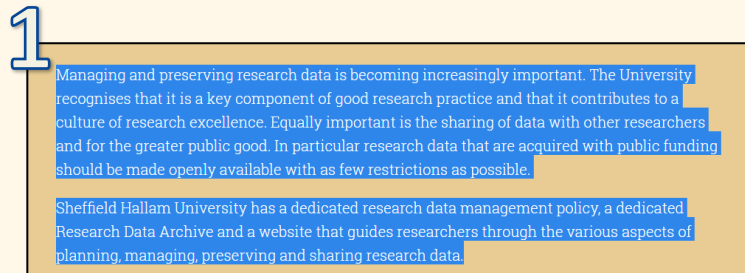 1
Managing and preserving research data is becoming increasingly important. The University
recognises that it is a key component of good research practice and that it contributes to a
culture of research excellence. Equally important is the sharing of data with other researchers
and for the greater public good. In particular research data that are acquired with public funding
should be made openly available with as few restrictions as possible.
Sheffield Hallam University has a dedicated research data management policy, a dedicated
Research Data Archive and a website that guides researchers through the various aspects of
planning, managing, preserving and sharing research data.